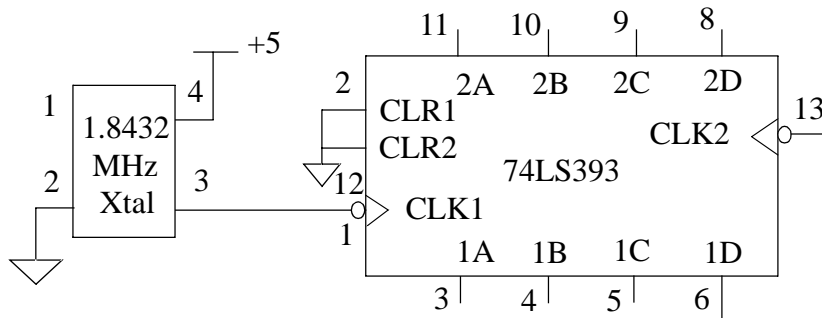 11 10 9 8
+5
2 2A 2B 2C 2D
1 4 CLR1 13
1.8432 CLR2 CLK2
MHz 74LS393
2 Xtal 3 12 CLK1
1
1A 1B 1C 1D
3 4 5 6